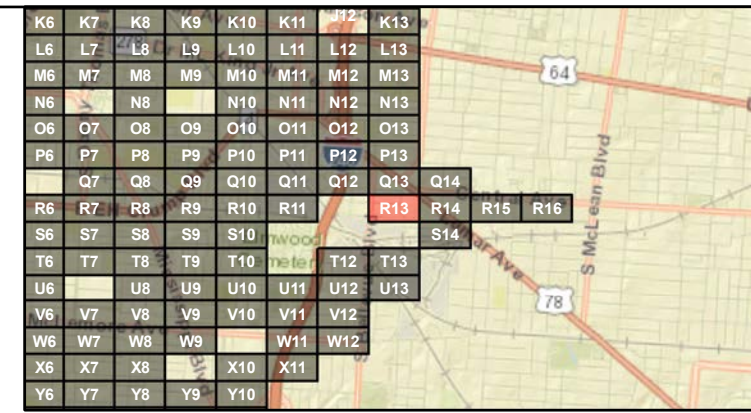 K6 K7 K8 K9 K10 K11 J12 K13
L6 L7 L8 L9 L10 L11 L12 L13
M6 M7 M8 M9 M10 M11 M12 M13
64
N6 N8 N10 N11 N12 N13
O6 O7 O8 O9 O10 O11 O12 O13
P6 P7 P8 P9 P10 P11 P12 P13
Q7 Q8 Q9 Q10 Q11 Q12 Q13 Q14
R6 R7 R8 R9 R10 R11 R13 R14 R15 R16
S6 S7 S8 S9 S10 S14
T6 T7 T8 T9 T10 T12 T13
U6 U8 U9 U10 U11 U12 U13
V6 V7 V8 V9 V10 V11 V12
W6 W7 W8 W9 W11 W12
X6 X7 X8 X10 X11
Y6 Y7 Y8 Y9 Y10
S McLean Blvd
78